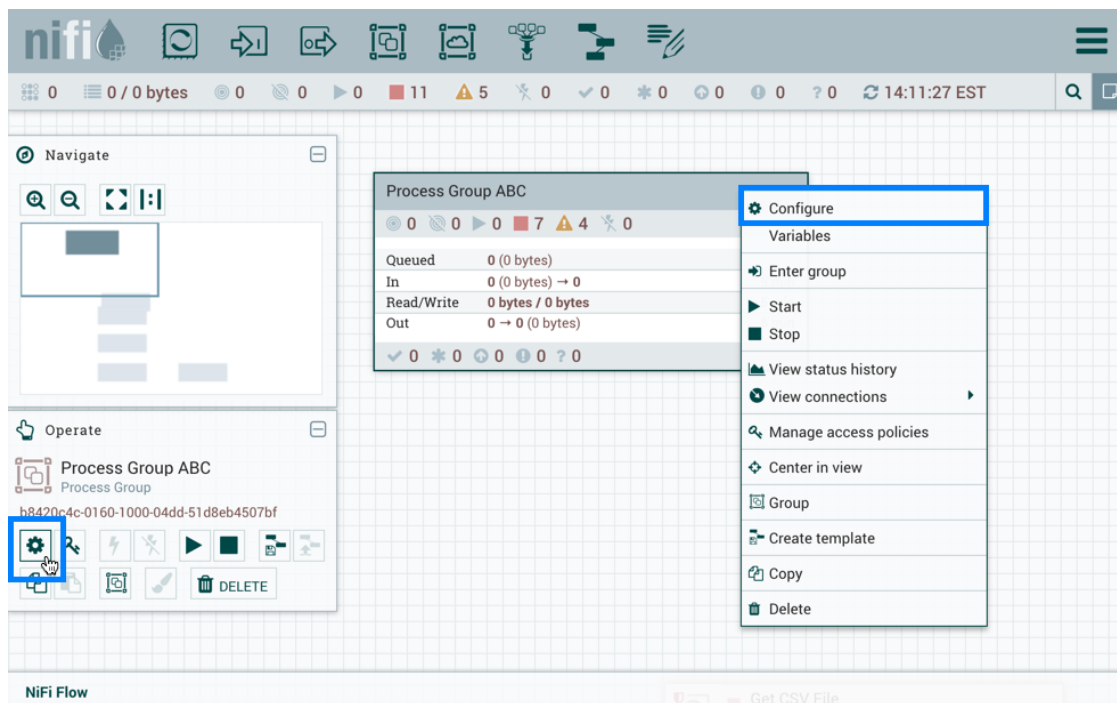 nifi
0 0 / 0 bytes 0 0 0 11 5 0 0 0 0 0 ? 0 14:11:27 EST
Navigate
Process Group ABC
0 0 0 7 4 0
Queued 0 (0 bytes)
In 0 (0 bytes) → 0
Read/Write 0 bytes / 0 bytes
Out 0 → 0 (0 bytes)
0 0 0 0 ? 0
Configure
Variables
Enter group
Start
Stop
View status history
View connections
Manage access policies
Center in view
Group
Create template
Copy
Delete
Operate
Process Group ABC
Process Group
b8420c4c-0160-1000-04dd-51d8eb4507bf
DELETE
NiFi Flow
Get CSV File